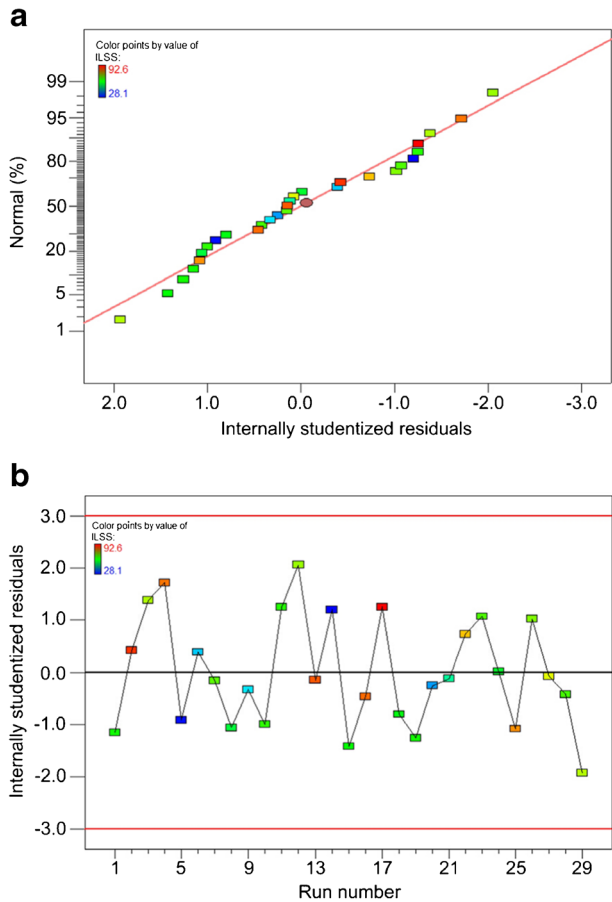 a
Color points by value of
ILSS:
92.6
28.1
Normal (%)
99
95
80
50
20
5
1
2.0 1.0 0.0 -1.0 -2.0 -3.0
Internally studentized residuals
b
Color points by value of
ILSS:
92.6
28.1
Internally studentized residuals
3.0
2.0
1.0
0.0
-1.0
-2.0
-3.0
1 5 9 13 17 21 25 29
Run number